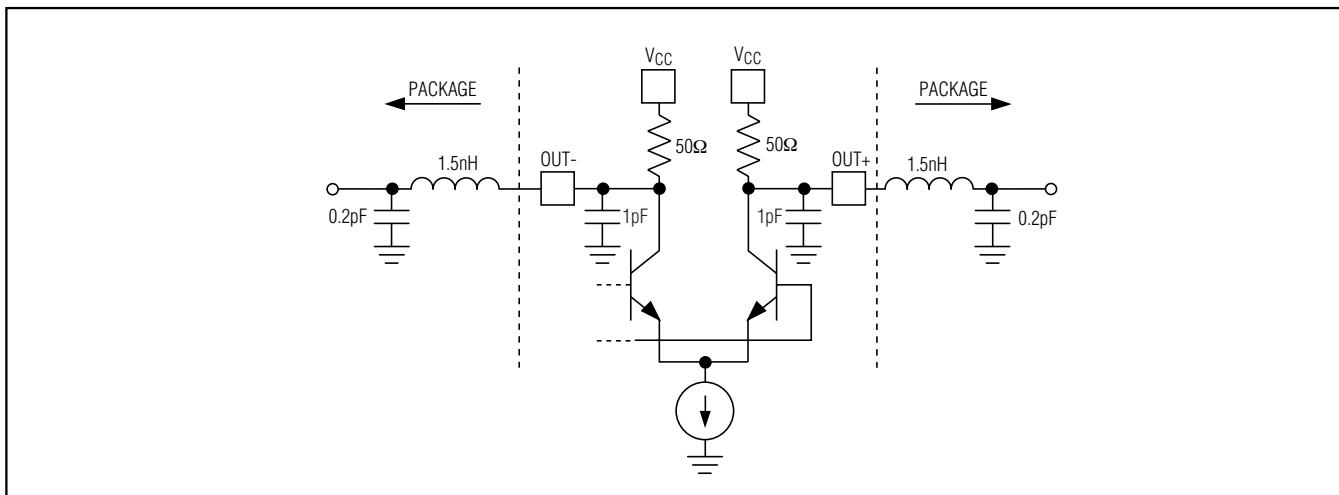 V_CC V_CC
PACKAGE PACKAGE
50Ω 50Ω
1.5nH OUT- OUT+ 1.5nH
0.2pF 1pF 1pF 0.2pF